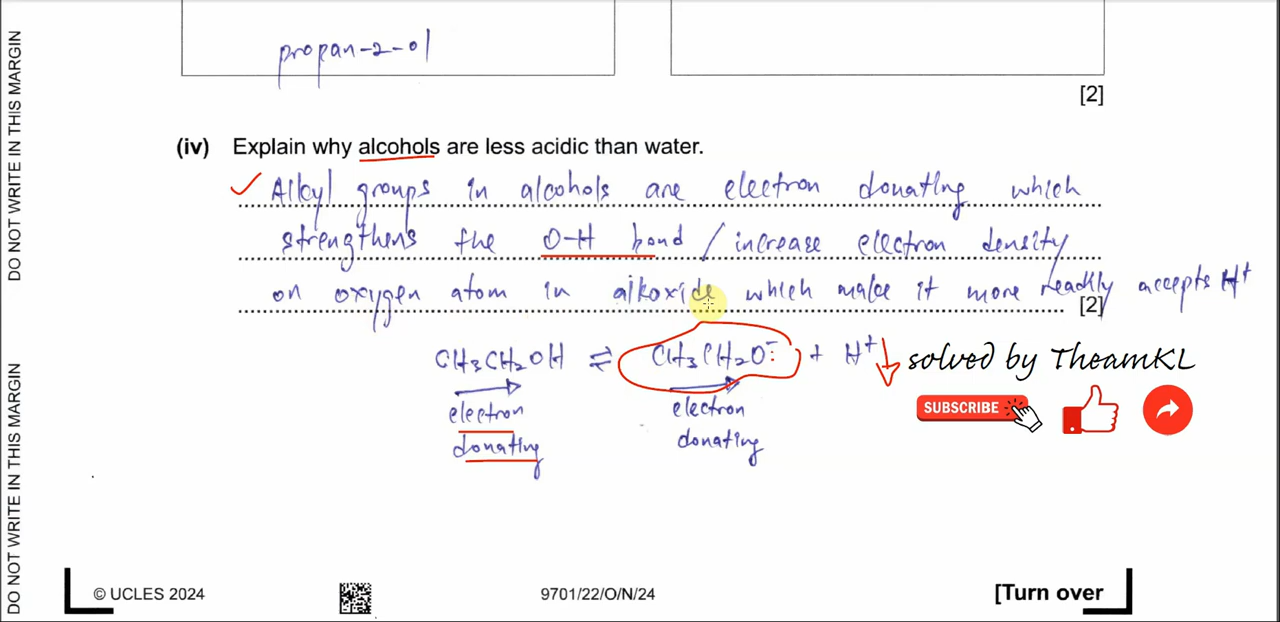 propan-2-ol
[2]
(iv) Explain why alcohols are less acidic than water.
Alkyl groups in alcohols are electron donating which
strengthens the O-H bond / increase electron density
on oxygen atom in alkoxide which make it more readily accepts H⁺
[2]
CH₃CH₂OH ⇌ CH₃CH₂O:⁻ + H⁺ ↓ solved by TheamKL
electron donating
electron donating
SUBSCRIBE
© UCLES 2024
9701/22/O/N/24
[Turn over
DO NOT WRITE IN THIS MARGIN
DO NOT WRITE IN THIS MARGIN